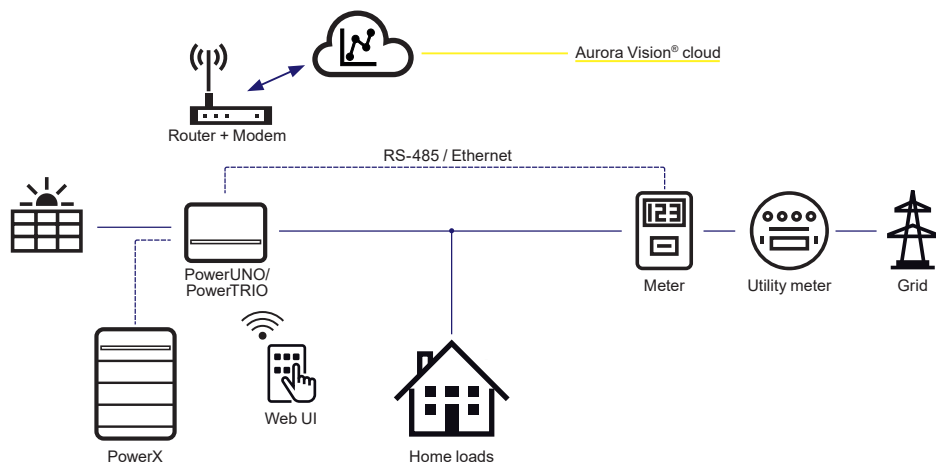 Aurora Vision® cloud
Router + Modem
RS-485 / Ethernet
123
PowerUNO/
PowerTRIO
Meter
Utility meter
Grid
Web UI
PowerX
Home loads